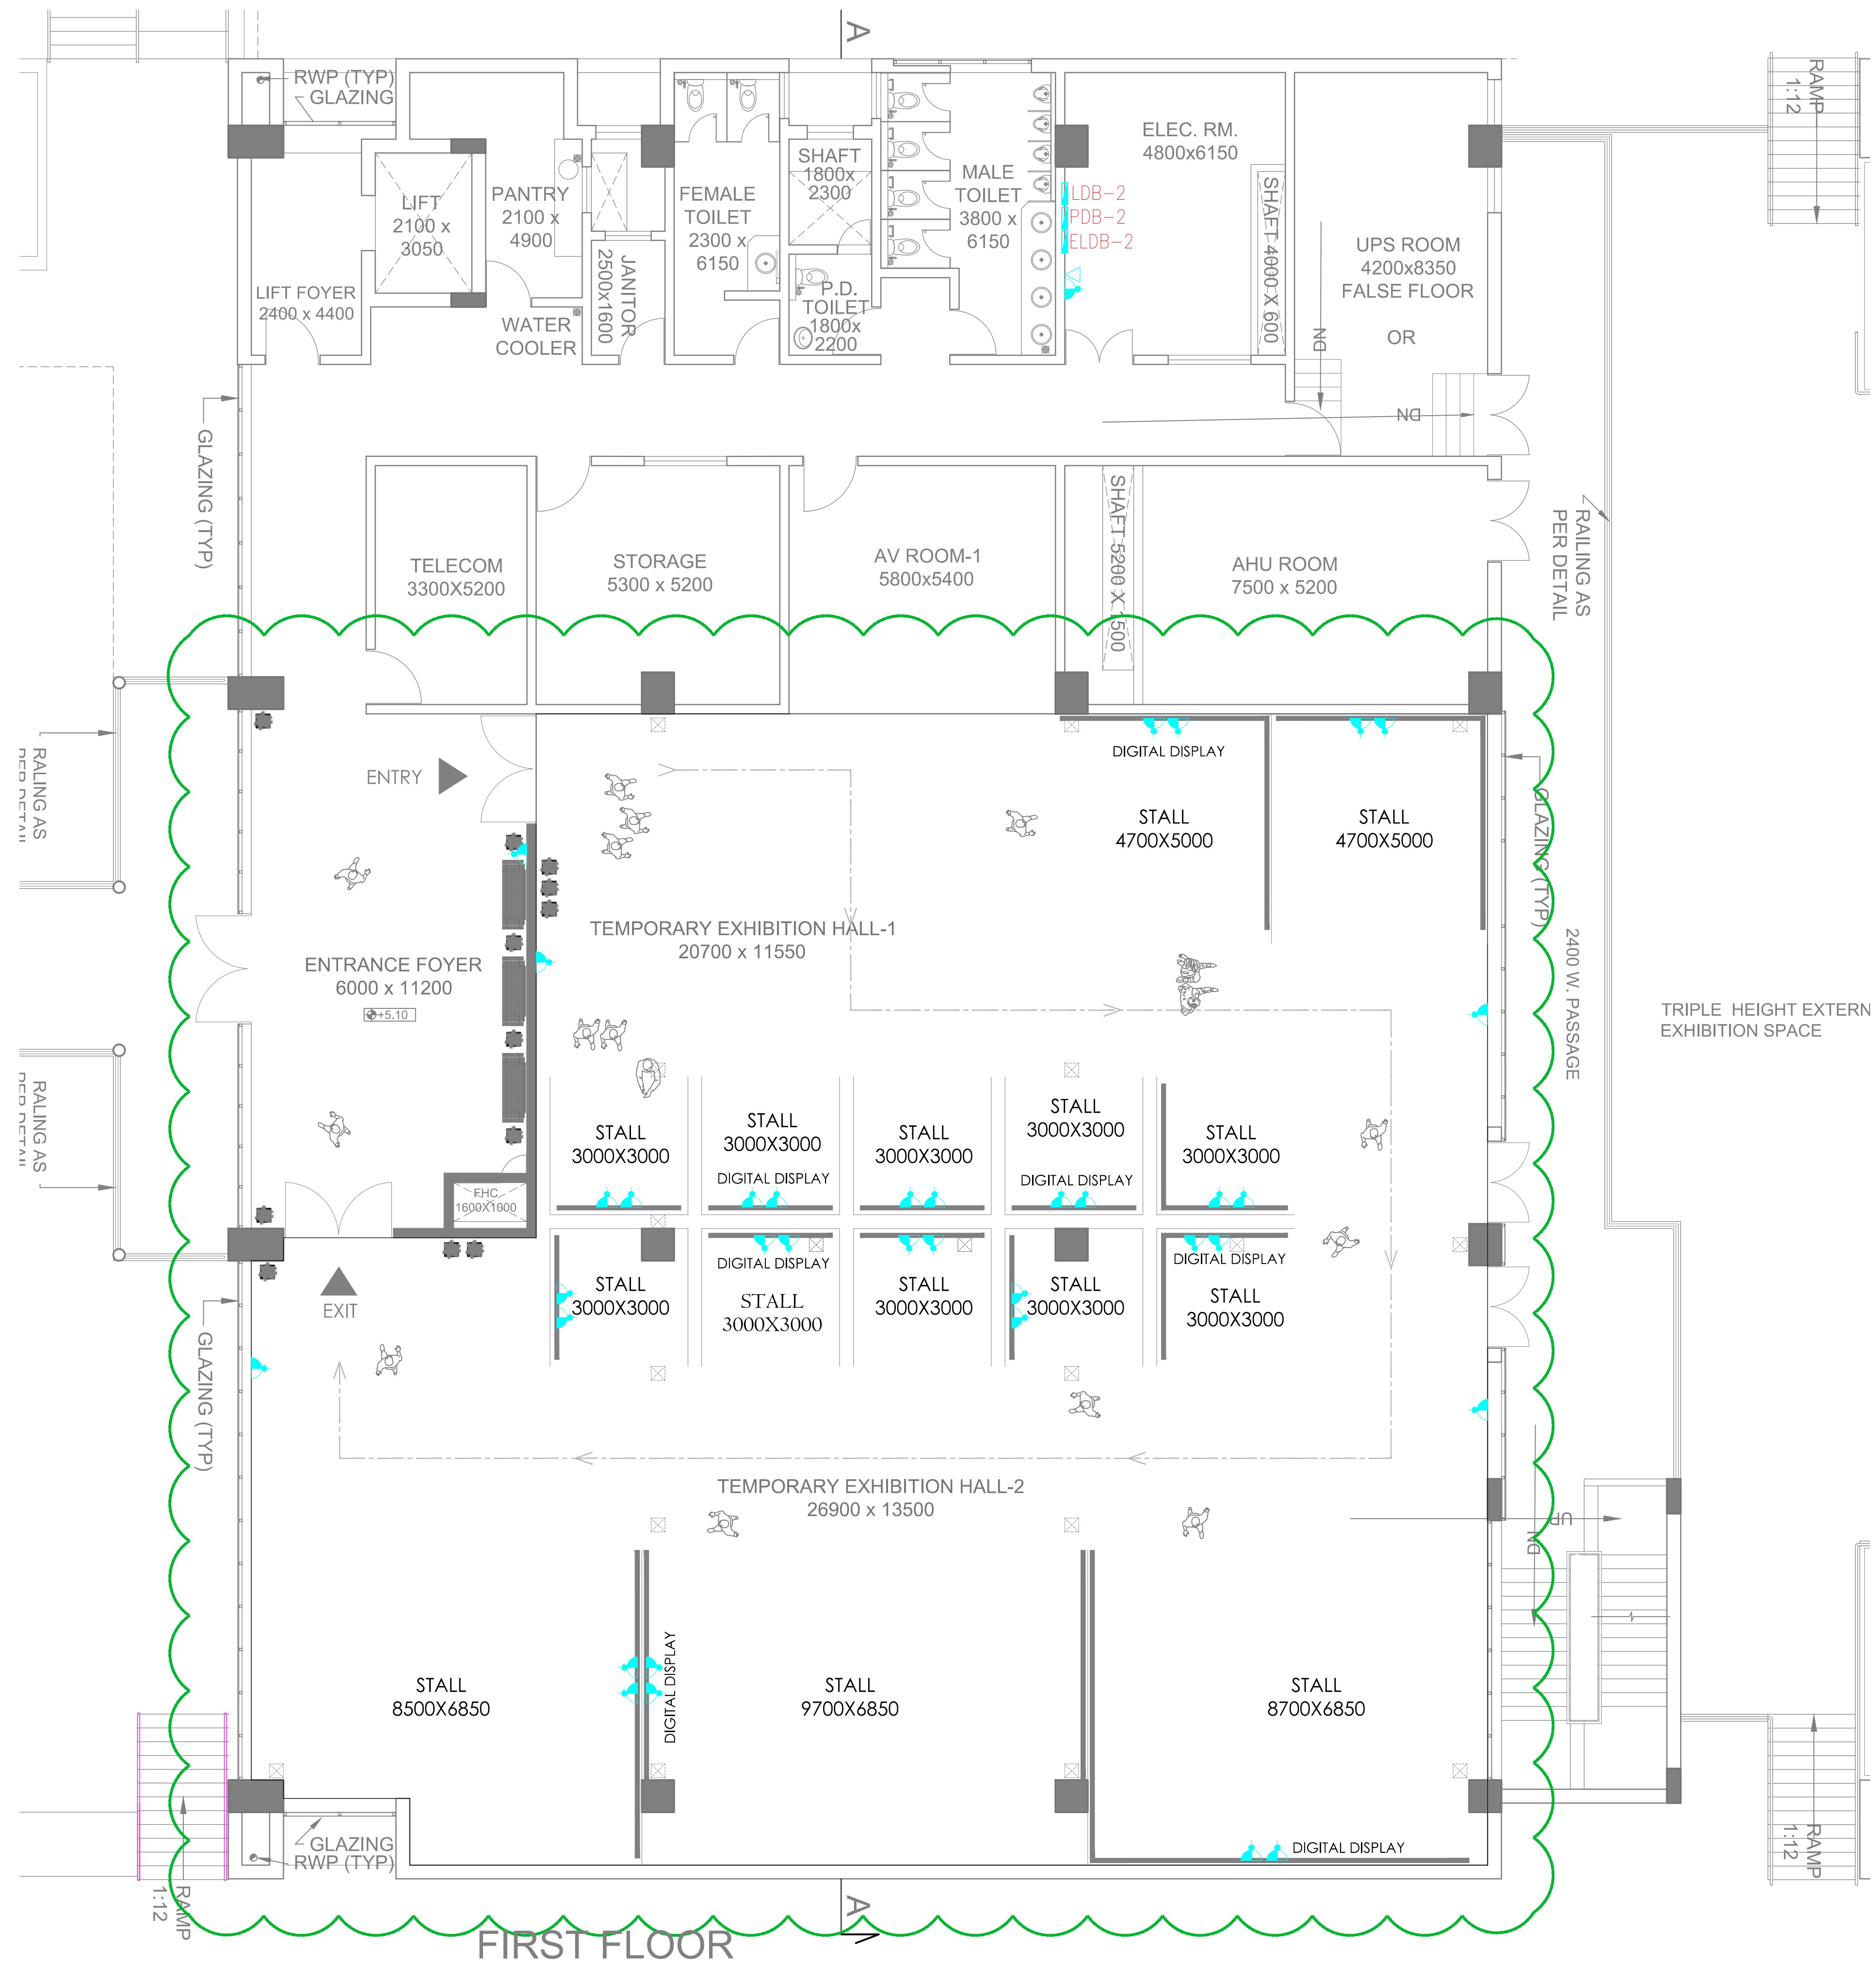 A
RWP (TYP)
GLAZING
RAMP
1:12
LIFT
2100 x
3050
PANTRY
2100 x
4900
FEMALE
TOILET
2300 x
6150
SHAFT
1800x
2300
MALE
TOILET
3800 x
6150
ELEC. RM.
4800x6150
LDB-2
PDB-2
ELDB-2
SHAFT 4000 X 600
UPS ROOM
4200x8350
FALSE FLOOR
OR
LIFT FOYER
2400 x 4400
WATER
COOLER
JANITOR
2500x1600
P.D.
TOILET
1800x
2200
DN
DN
GLAZING (TYP)
TELECOM
3300X5200
STORAGE
5300 x 5200
AV ROOM-1
5800x5400
SHAFT 5200 X 1500
AHU ROOM
7500 x 5200
RAILING AS
PER DETAIL
ENTRY
DIGITAL DISPLAY
STALL
4700X5000
STALL
4700X5000
GLAZING (TYP)
RALING AS
TEMPORARY EXHIBITION HALL-1
20700 x 11550
ENTRANCE FOYER
6000 x 11200
+5.10
2400 W. PASSAGE
TRIPLE HEIGHT EXTERN
EXHIBITION SPACE
RALING AS
STALL
3000X3000
STALL
3000X3000
DIGITAL DISPLAY
STALL
3000X3000
STALL
3000X3000
DIGITAL DISPLAY
STALL
3000X3000
FHC
1600X1000
EXIT
STALL
3000X3000
DIGITAL DISPLAY
STALL
3000X3000
STALL
3000X3000
STALL
3000X3000
DIGITAL DISPLAY
STALL
3000X3000
GLAZING (TYP)
TEMPORARY EXHIBITION HALL-2
26900 x 13500
UP
DN
STALL
8500X6850
DIGITAL DISPLAY
STALL
9700X6850
STALL
8700X6850
DIGITAL DISPLAY
GLAZING
RWP (TYP)
RAMP
1:12
RAMP
1:12
A
FIRST FLOOR